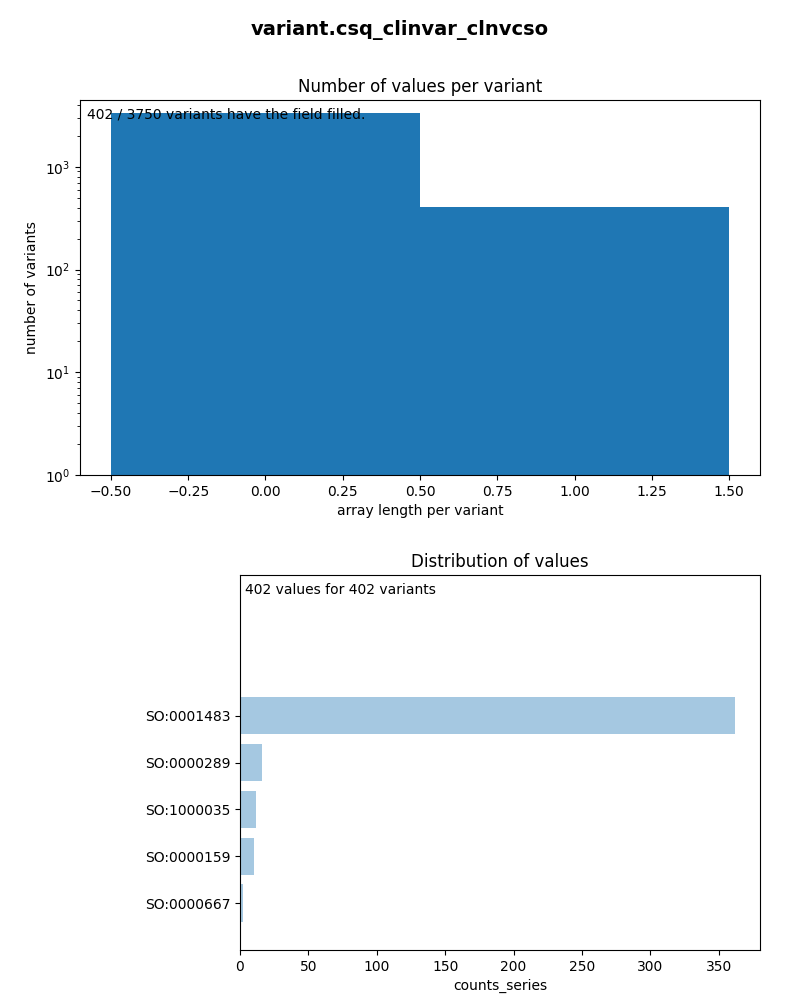 variant.csq_clinvar_clnvcso
Number of values per variant
402 / 3750 variants have the field filled.
10³
10²
10¹
10⁰
number of variants
−0.50 −0.25 0.00 0.25 0.50 0.75 1.00 1.25 1.50
array length per variant
Distribution of values
402 values for 402 variants
SO:0001483
SO:0000289
SO:1000035
SO:0000159
SO:0000667
0 50 100 150 200 250 300 350
counts_series